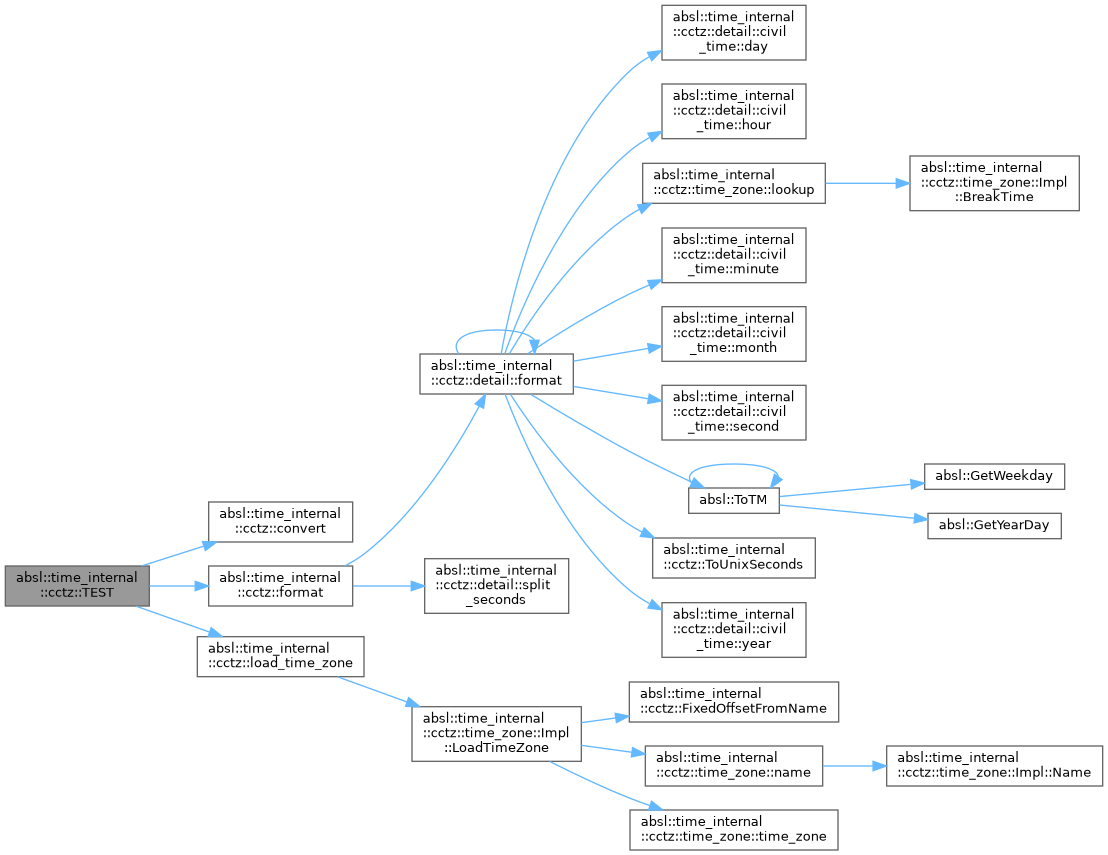 absl::time_internal
::cctz::detail::civil
_time::day
absl::time_internal
::cctz::detail::civil
_time::hour
absl::time_internal
::cctz::time_zone::lookup
absl::time_internal
::cctz::time_zone::Impl
::BreakTime
absl::time_internal
::cctz::detail::civil
_time::minute
absl::time_internal
::cctz::detail::civil
_time::month
absl::time_internal
::cctz::detail::format
absl::time_internal
::cctz::detail::civil
_time::second
absl::ToTM
absl::GetWeekday
absl::GetYearDay
absl::time_internal
::cctz::convert
absl::time_internal
::cctz::ToUnixSeconds
absl::time_internal
::cctz::TEST
absl::time_internal
::cctz::format
absl::time_internal
::cctz::detail::split
_seconds
absl::time_internal
::cctz::detail::civil
_time::year
absl::time_internal
::cctz::load_time_zone
absl::time_internal
::cctz::time_zone::Impl
::LoadTimeZone
absl::time_internal
::cctz::FixedOffsetFromName
absl::time_internal
::cctz::time_zone::name
absl::time_internal
::cctz::time_zone::Impl::Name
absl::time_internal
::cctz::time_zone::time_zone